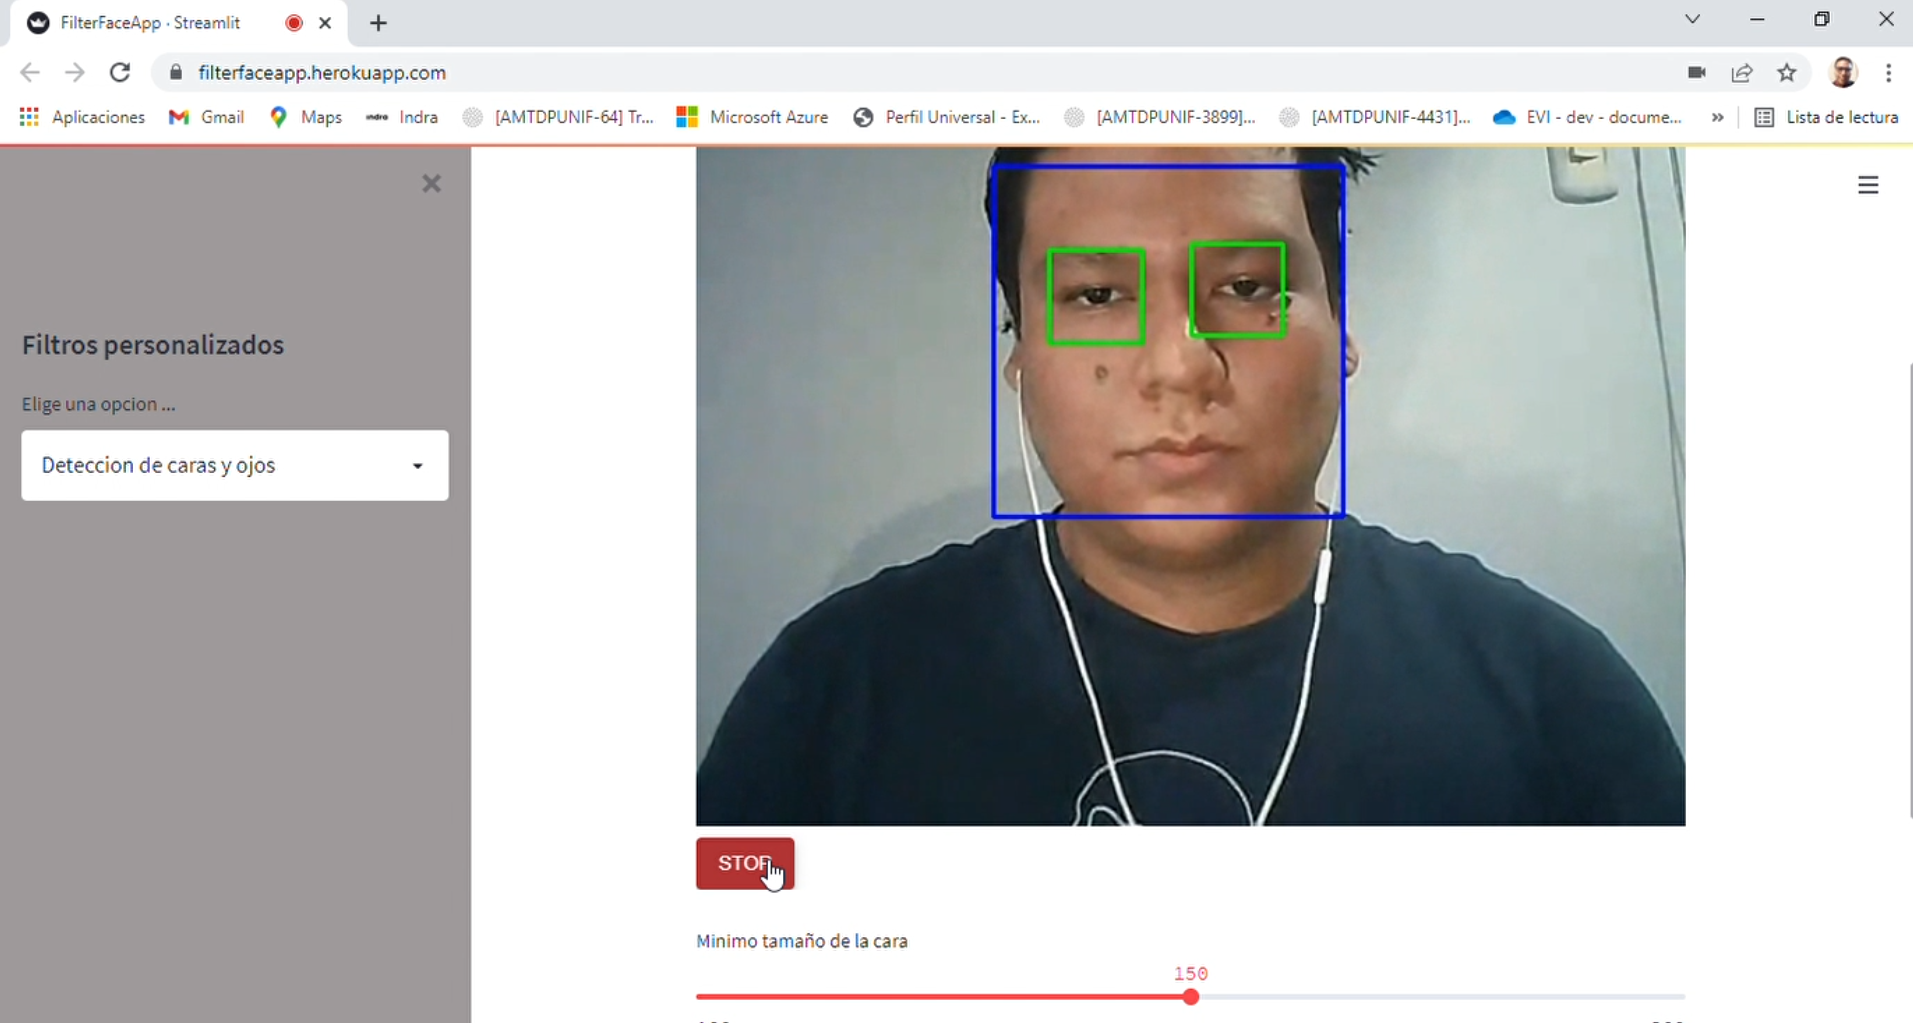 FilterFaceApp · Streamlit
filterfaceapp.herokuapp.com
Aplicaciones Gmail Maps Indra [AMTDPUNIF-64] Tr... Microsoft Azure Perfil Universal - Ex... [AMTDPUNIF-3899]... [AMTDPUNIF-4431]... EVI - dev - docume... » Lista de lectura
Filtros personalizados
Elige una opcion ...
Deteccion de caras y ojos
STOP
Minimo tamaño de la cara
150